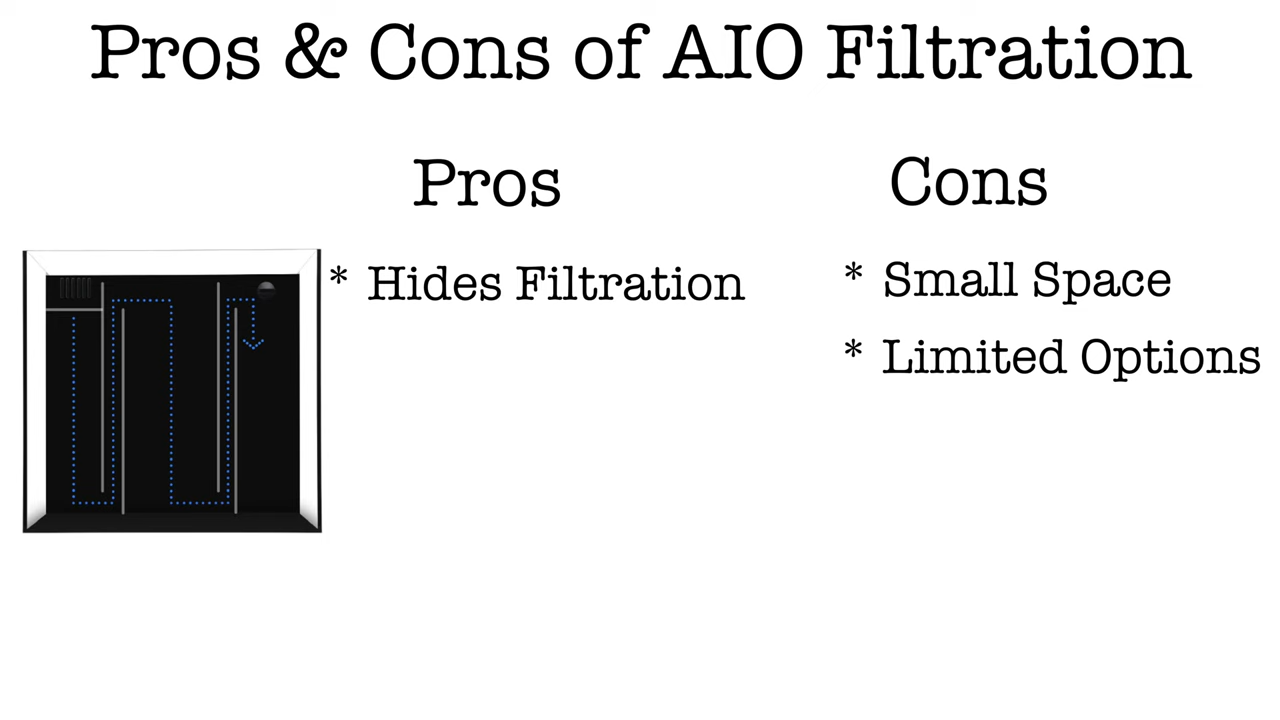 Pros & Cons of AIO Filtration
Pros
* Hides Filtration
Cons
* Small Space
* Limited Options